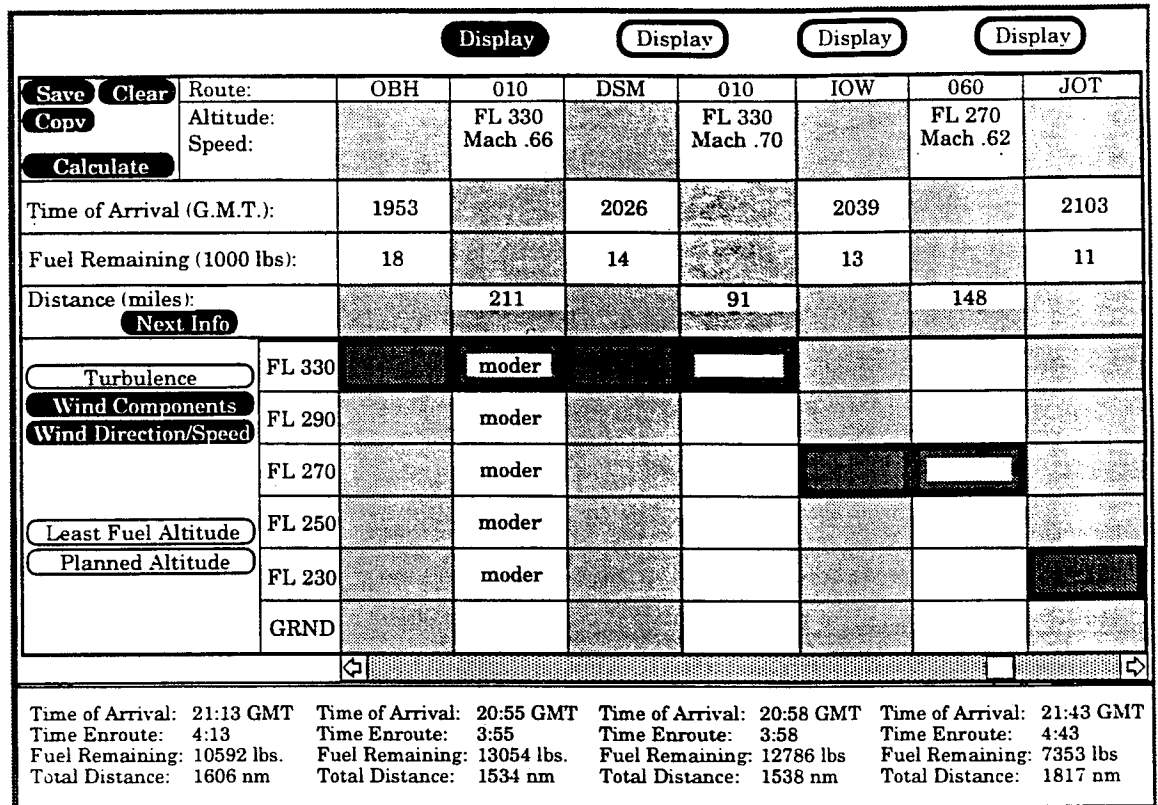 Display Display Display Display
Save Clear Route: OBH 010 DSM 010 IOW 060 JOT
Copy Altitude: FL 330 FL 330 FL 270
Speed: Mach .66 Mach .70 Mach .62
Calculate
Time of Arrival (G.M.T.): 1953 2026 2039 2103
Fuel Remaining (1000 lbs): 18 14 13 11
Distance (miles): 211 91 148
Next Info
Turbulence FL 330 moder
Wind Components
Wind Direction/Speed FL 290 moder
FL 270 moder
Least Fuel Altitude FL 250 moder
Planned Altitude FL 230 moder
GRND
Time of Arrival: 21:13 GMT Time of Arrival: 20:55 GMT Time of Arrival: 20:58 GMT Time of Arrival: 21:43 GMT
Time Enroute: 4:13 Time Enroute: 3:55 Time Enroute: 3:58 Time Enroute: 4:43
Fuel Remaining: 10592 lbs. Fuel Remaining: 13054 lbs. Fuel Remaining: 12786 lbs Fuel Remaining: 7353 lbs
Total Distance: 1606 nm Total Distance: 1534 nm Total Distance: 1538 nm Total Distance: 1817 nm